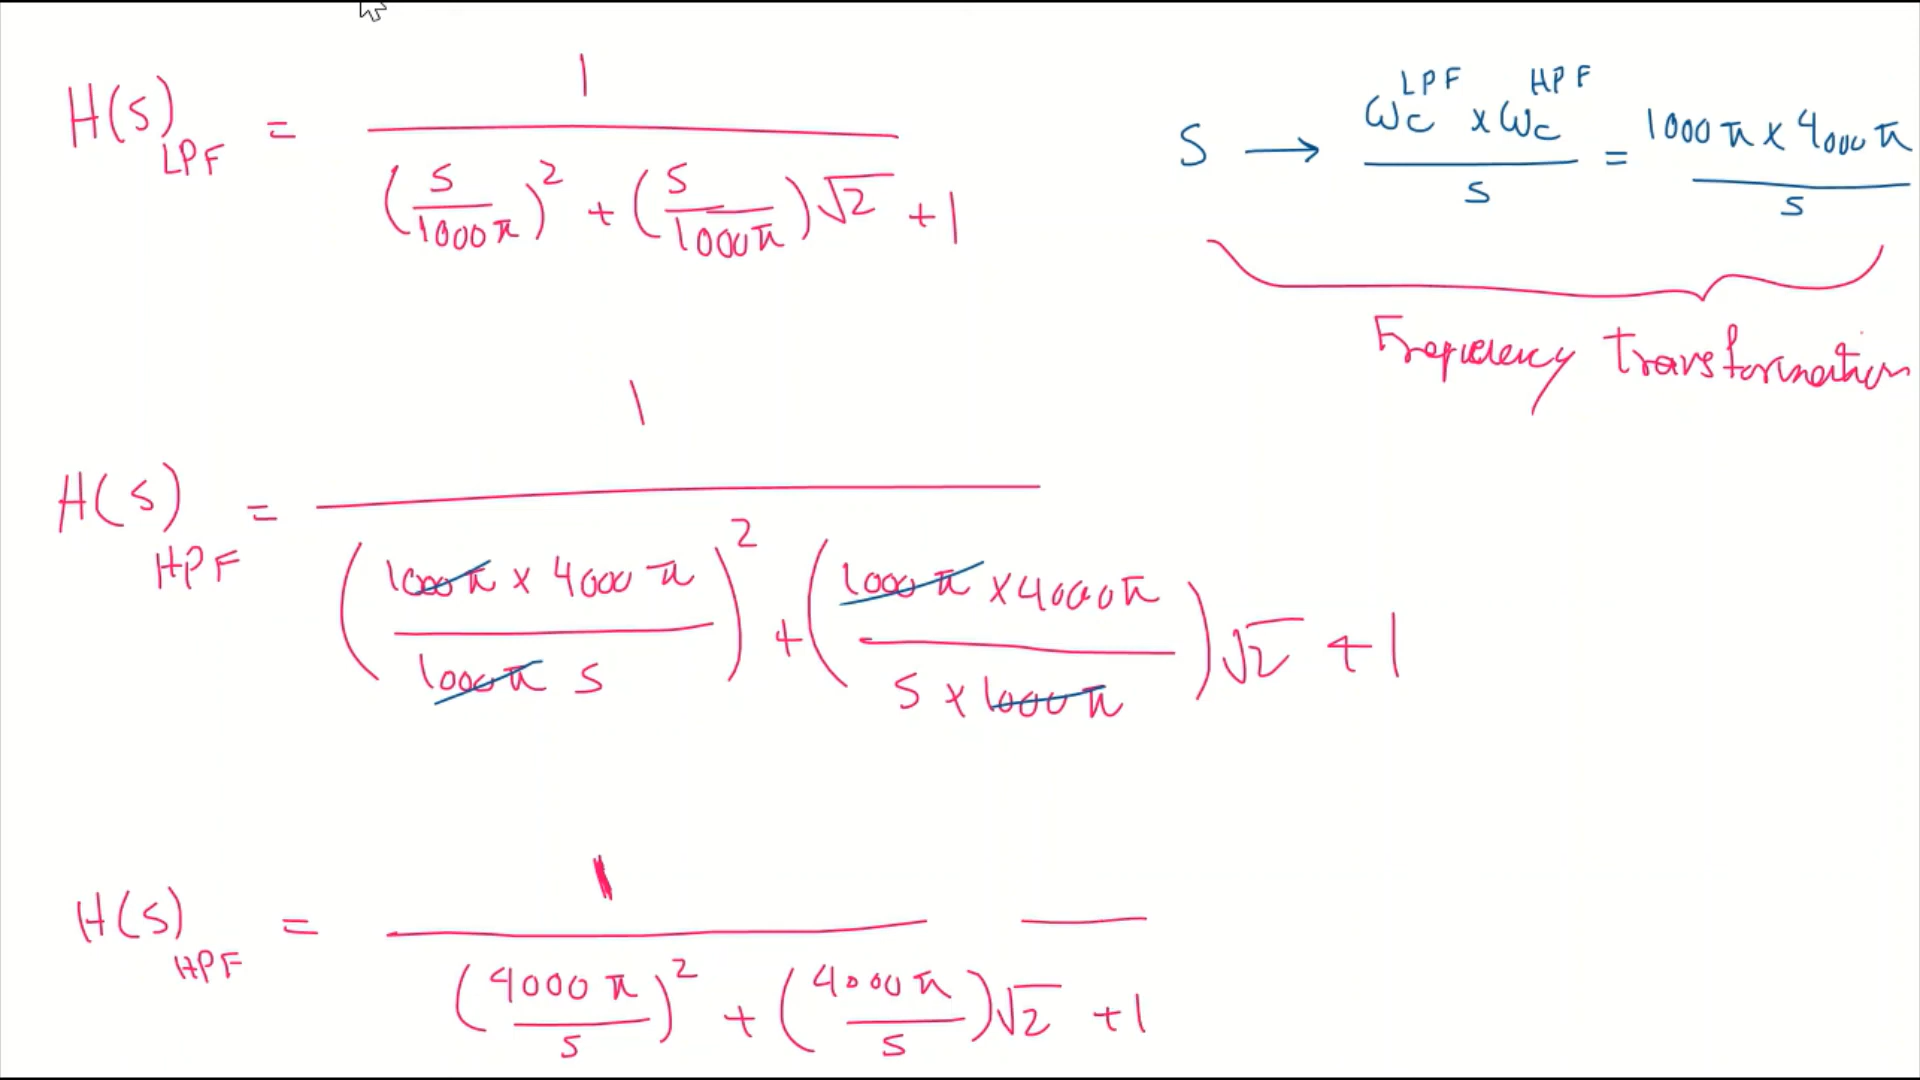 H(S)LPF = 1 / ((S/1000π)² + (S/1000π)√2 + 1)
S → ωc^LPF × ωc^HPF / S = 1000π × 4000π / S
Frequency transformation
H(S)HPF = 1 / ((1000π × 4000π / 1000π S)² + (1000π × 4000π / S × 1000π)√2 + 1)
H(S)HPF = 1 / ((4000π/S)² + (4000π/S)√2 + 1)